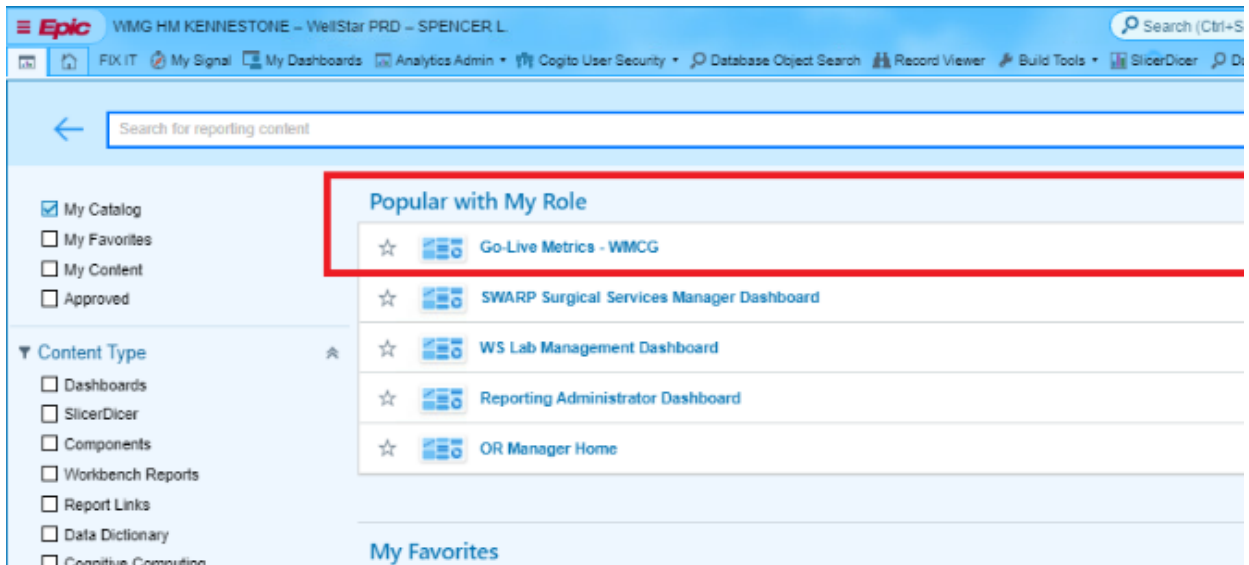 Epic WMG HM KENNESTONE – WellStar PRD – SPENCER L. Search (Ctrl+S
FIX IT My Signal My Dashboards Analytics Admin Cogito User Security Database Object Search Record Viewer Build Tools SlicerDicer
Search for reporting content
My Catalog
My Favorites
My Content
Approved
Content Type
Dashboards
SlicerDicer
Components
Workbench Reports
Report Links
Data Dictionary
Cognitive Computing
Popular with My Role
Go-Live Metrics - WMCG
SWARP Surgical Services Manager Dashboard
WS Lab Management Dashboard
Reporting Administrator Dashboard
OR Manager Home
My Favorites